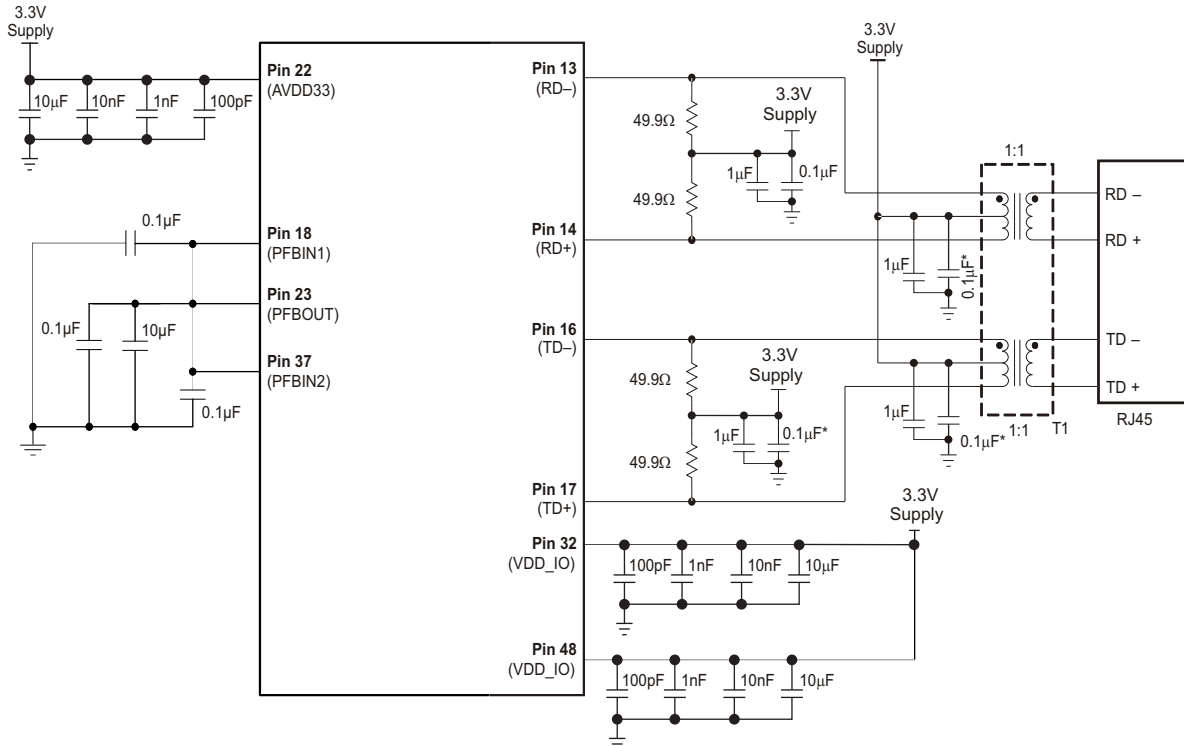 3.3V
Supply
10µF
10nF
1nF
100pF
Pin 22
(AVDD33)
0.1µF
Pin 18
(PFBIN1)
Pin 23
(PFBOUT)
0.1µF
10µF
Pin 37
(PFBIN2)
0.1µF
Pin 13
(RD–)
49.9Ω
3.3V
Supply
1µF
0.1µF
49.9Ω
Pin 14
(RD+)
Pin 16
(TD–)
49.9Ω
3.3V
Supply
1µF
0.1µF*
49.9Ω
Pin 17
(TD+)
3.3V
Supply
1:1
1µF
0.1µF*
1µF
0.1µF*
1:1
T1
RD –
RD +
TD –
TD +
RJ45
Pin 32
(VDD_IO)
3.3V
Supply
100pF
1nF
10nF
10µF
Pin 48
(VDD_IO)
100pF
1nF
10nF
10µF